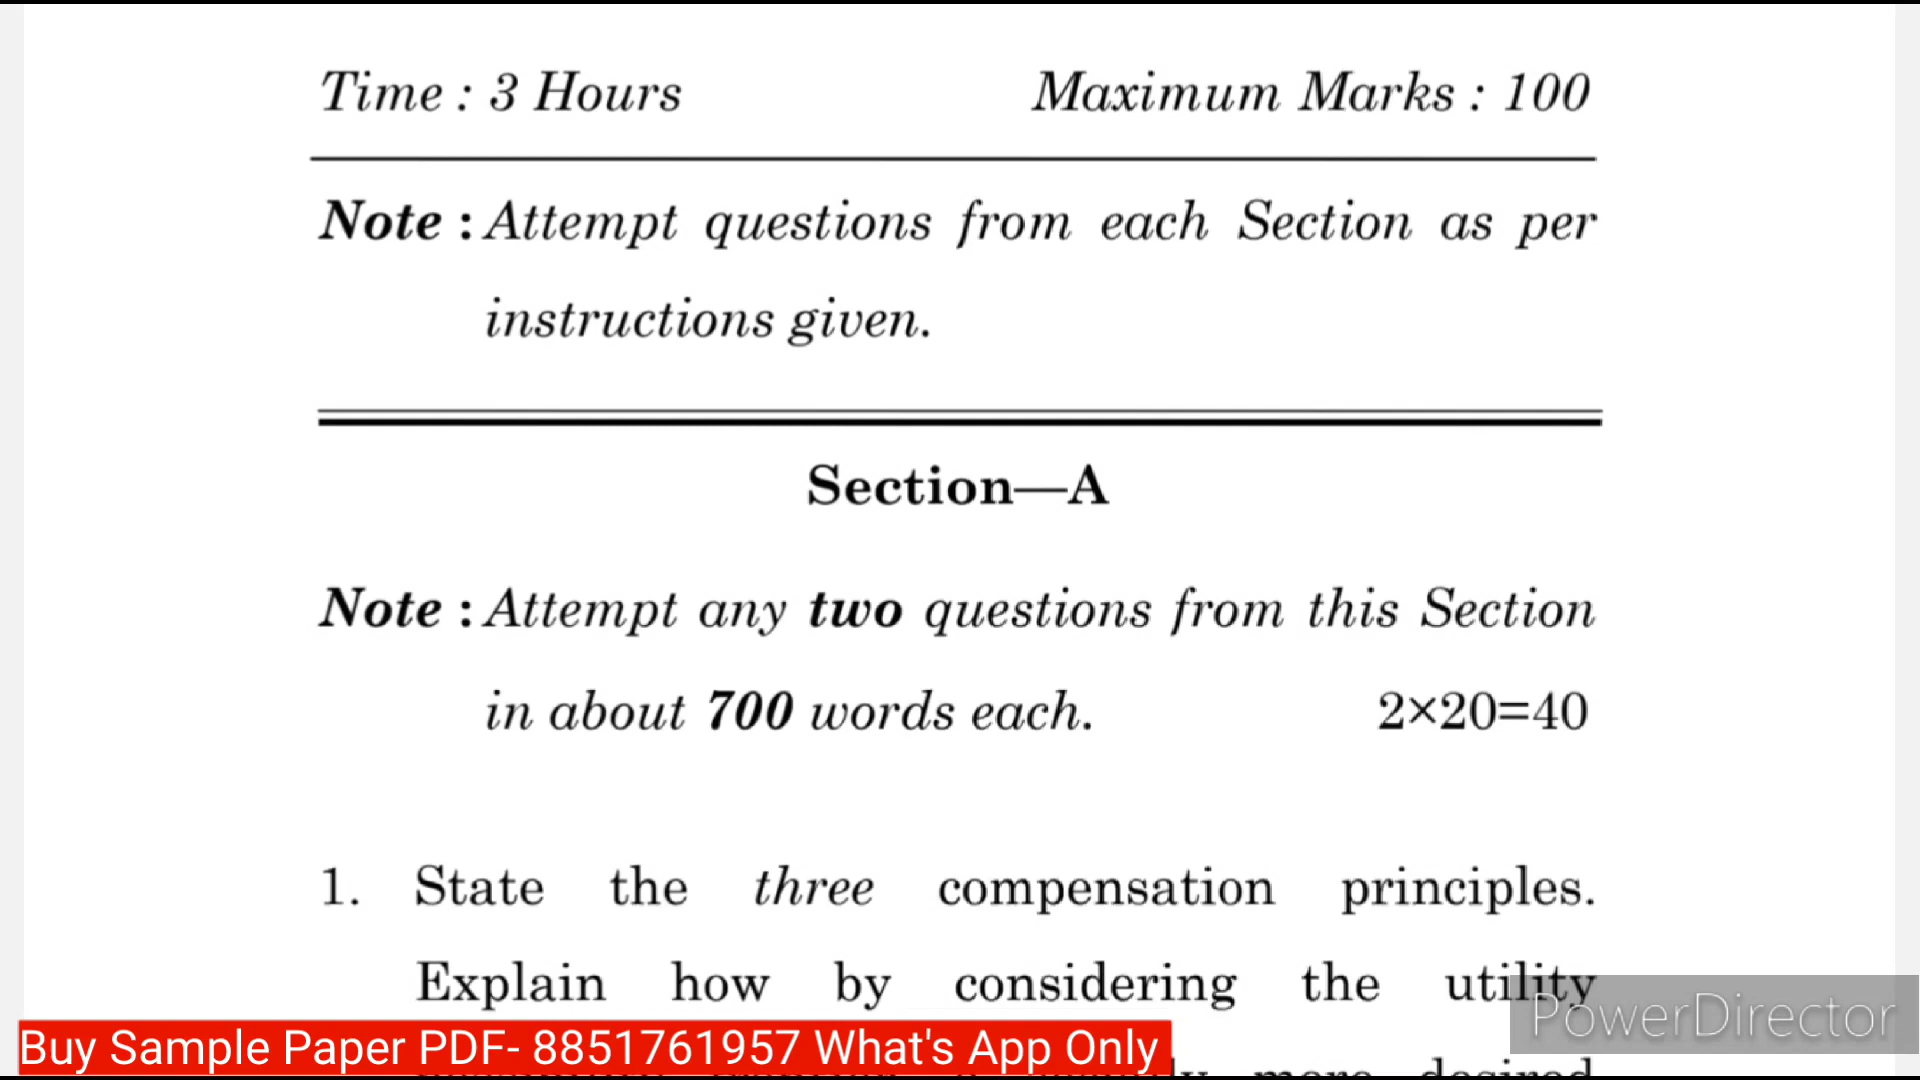 Time : 3 Hours Maximum Marks : 100
Note : Attempt questions from each Section as per
instructions given.
Section—A
Note : Attempt any two questions from this Section
in about 700 words each. 2×20=40
1. State the three compensation principles.
Explain how by considering the utility
PowerDirector
Buy Sample Paper PDF- 8851761957 What's App Only
more desired